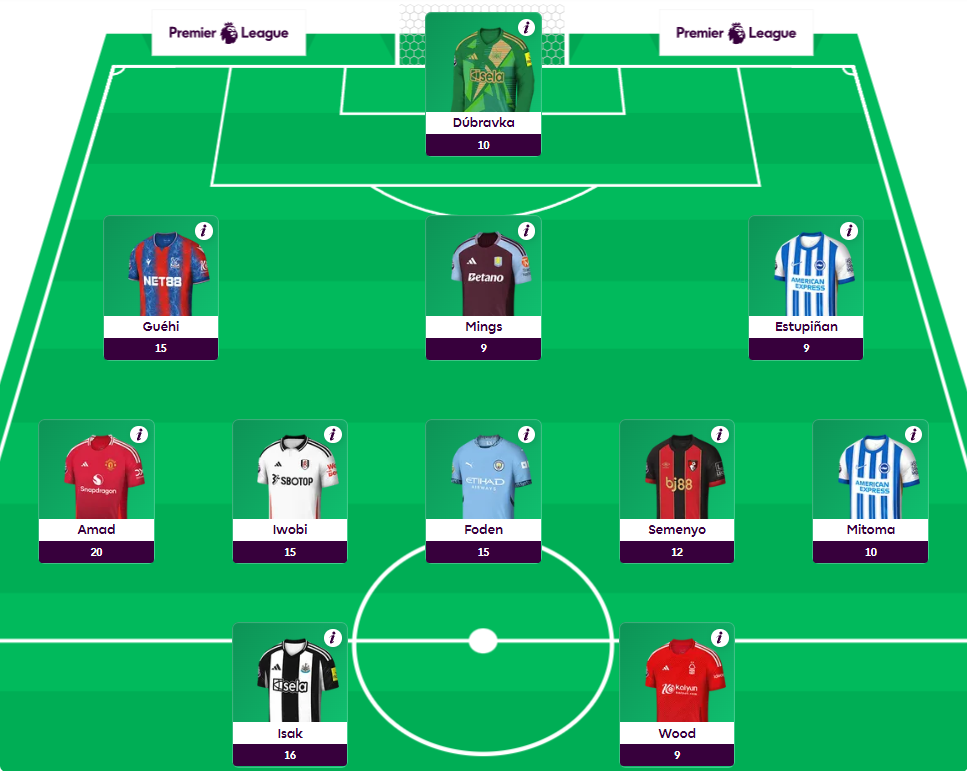 Premier League
Premier League
i
sela
Dúbravka
10
i
NET88
Guéhi
15
i
Betano
Mings
9
i
AMERICAN
EXPRESS
Estupiñan
9
i
Snapdragon
Amad
20
i
SBOTOP
Iwobi
15
i
ETIHAD
AIRWAYS
Foden
15
i
bj88
Semenyo
12
i
AMERICAN
EXPRESS
Mitoma
10
i
sela
Isak
16
i
Kaiyun
Wood
9